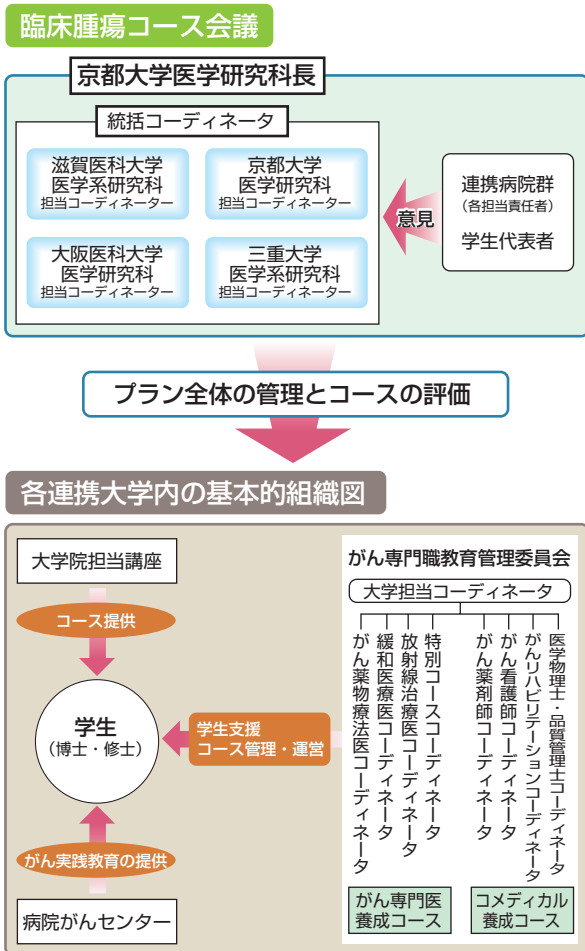 臨床腫瘍コース会議
京都大学医学研究科長
統括コーディネータ
滋賀医科大学
医学系研究科
担当コーディネーター
京都大学
医学研究科
担当コーディネーター
大阪医科大学
医学研究科
担当コーディネーター
三重大学
医学系研究科
担当コーディネーター
意見
連携病院群
(各担当責任者)
学生代表者
プラン全体の管理とコースの評価
各連携大学内の基本的組織図
大学院担当講座
コース提供
学生
(博士・修士)
がん実践教育の提供
病院がんセンター
学生支援
コース管理・運営
がん専門職教育管理委員会
大学担当コーディネータ
がん薬物療法医コーディネータ
緩和医療医コーディネータ
放射線治療医コーディネータ
特別コースコーディネータ
がん薬剤師コーディネータ
がん看護師コーディネータ
がんリハビリテーションコーディネータ
医学物理士・品質管理士コーディネータ
がん専門医
養成コース
コメディカル
養成コース